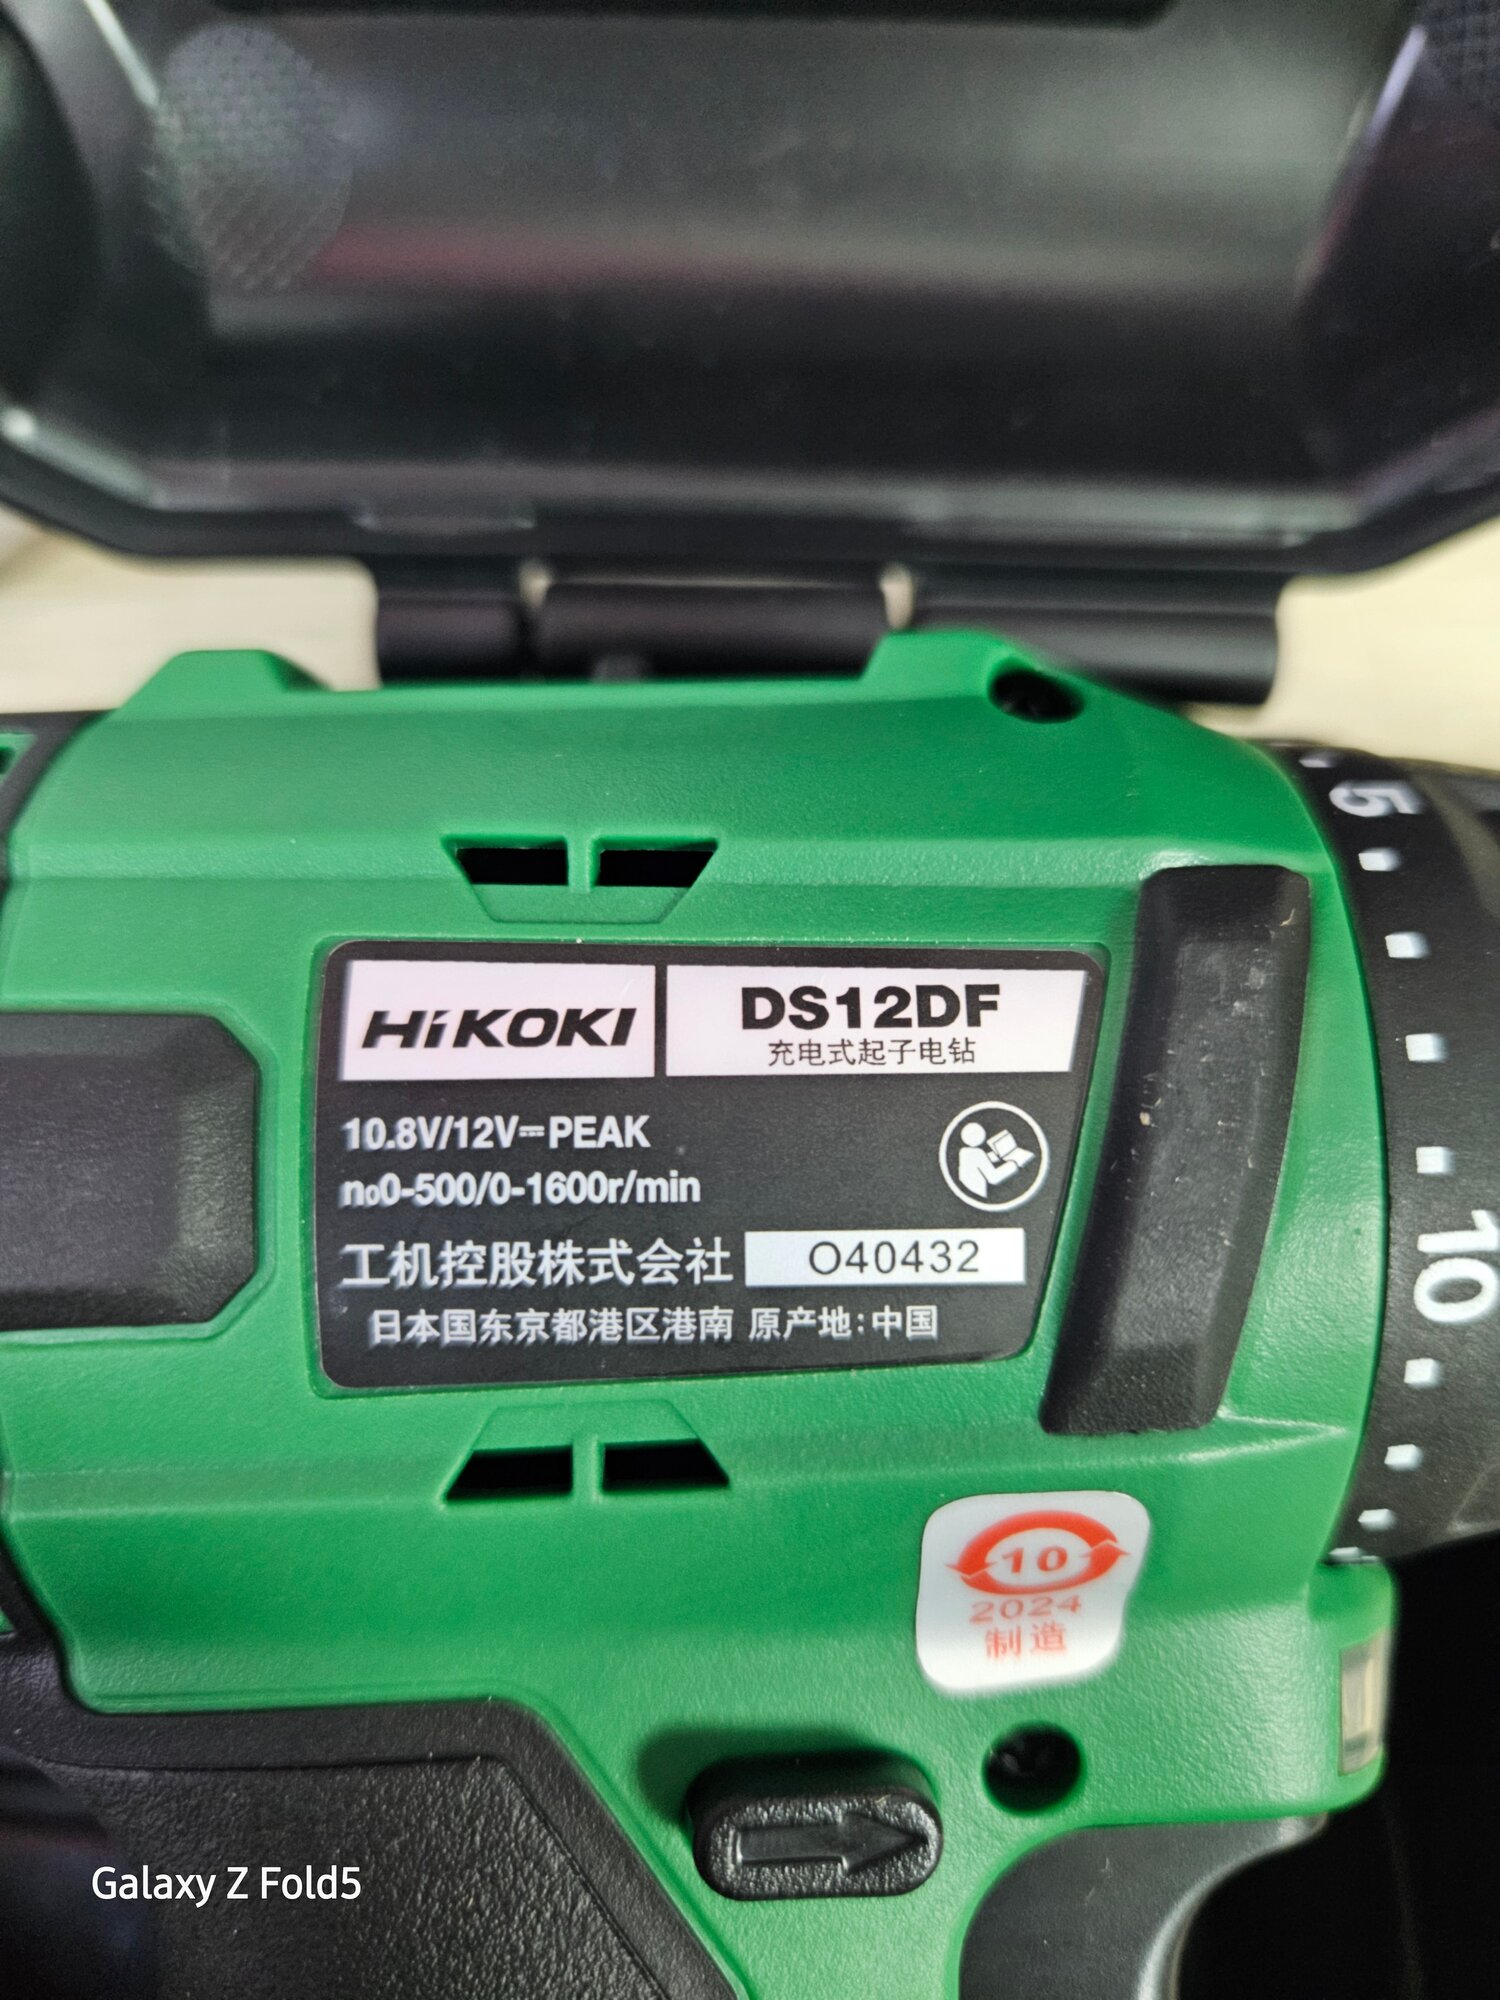 5
HiKOKI
DS12DF
充电式起子电钻
10.8V/12V⎓PEAK
n₀0-500/0-1600r/min
工机控股株式会社 O40432
日本国东京都港区港南 原产地:中国
10
10
2024
制造
Galaxy Z Fold5